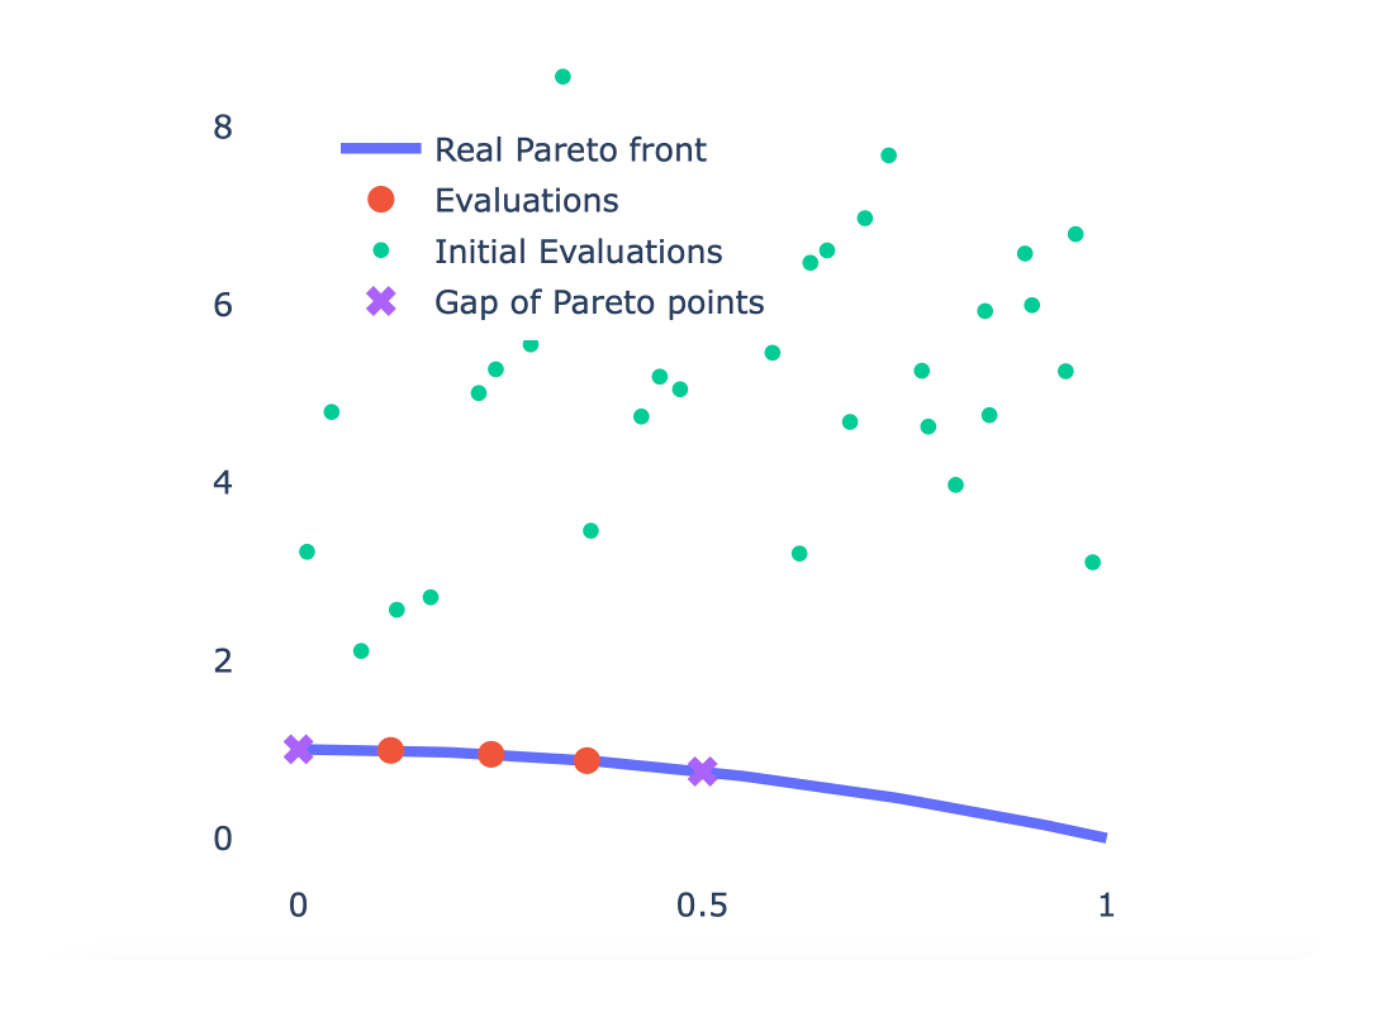 8
Real Pareto front
Evaluations
Initial Evaluations
Gap of Pareto points
6
4
2
0
0 0.5 1